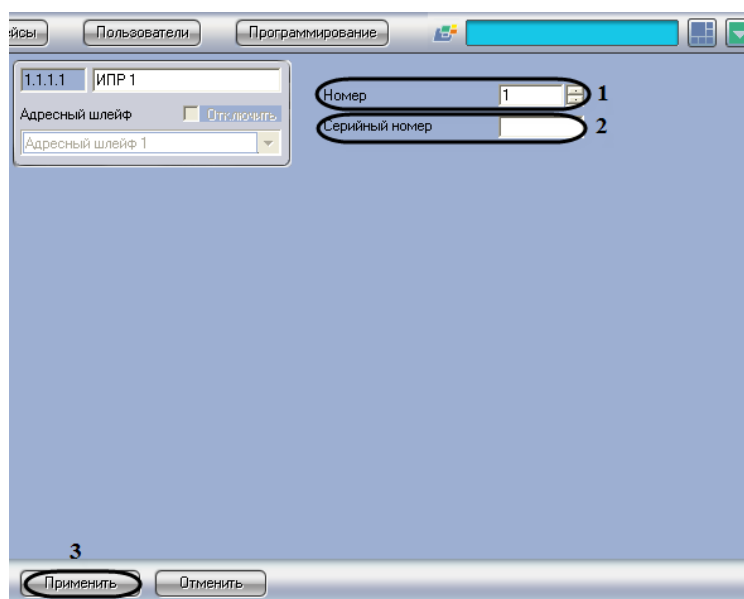 йсы Пользователи Программирование
1.1.1.1 ИПР 1
Номер 1 1
Адресный шлейф Отключить
Серийный номер 2
Адресный шлейф 1
3
Применить Отменить